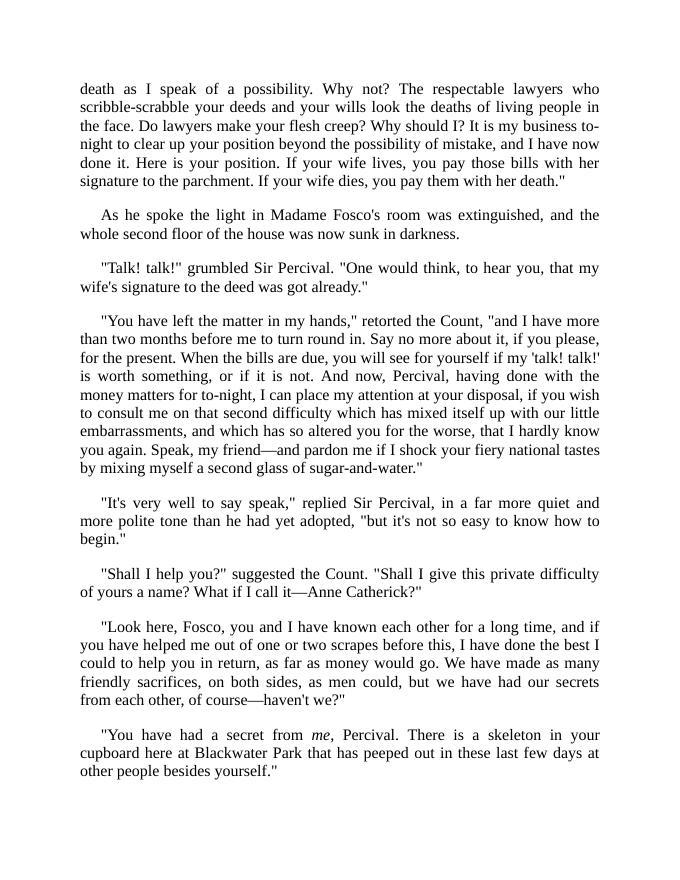 death as I speak of a possibility. Why not? The respectable lawyers who
scribble-scrabble your deeds and your wills look the deaths of living people in
the face. Do lawyers make your flesh creep? Why should I? It is my business to-
night to clear up your position beyond the possibility of mistake, and I have now
done it. Here is your position. If your wife lives, you pay those bills with her
signature to the parchment. If your wife dies, you pay them with her death."
As he spoke the light in Madame Fosco's room was extinguished, and the
whole second floor of the house was now sunk in darkness.
"Talk! talk!" grumbled Sir Percival. "One would think, to hear you, that my
wife's signature to the deed was got already."
"You have left the matter in my hands," retorted the Count, "and I have more
than two months before me to turn round in. Say no more about it, if you please,
for the present. When the bills are due, you will see for yourself if my 'talk! talk!'
is worth something, or if it is not. And now, Percival, having done with the
money matters for to-night, I can place my attention at your disposal, if you wish
to consult me on that second difficulty which has mixed itself up with our little
embarrassments, and which has so altered you for the worse, that I hardly know
you again. Speak, my friend—and pardon me if I shock your fiery national tastes
by mixing myself a second glass of sugar-and-water."
"It's very well to say speak," replied Sir Percival, in a far more quiet and
more polite tone than he had yet adopted, "but it's not so easy to know how to
begin."
"Shall I help you?" suggested the Count. "Shall I give this private difficulty
of yours a name? What if I call it—Anne Catherick?"
"Look here, Fosco, you and I have known each other for a long time, and if
you have helped me out of one or two scrapes before this, I have done the best I
could to help you in return, as far as money would go. We have made as many
friendly sacrifices, on both sides, as men could, but we have had our secrets
from each other, of course—haven't we?"
"You have had a secret from me, Percival. There is a skeleton in your
cupboard here at Blackwater Park that has peeped out in these last few days at
other people besides yourself."